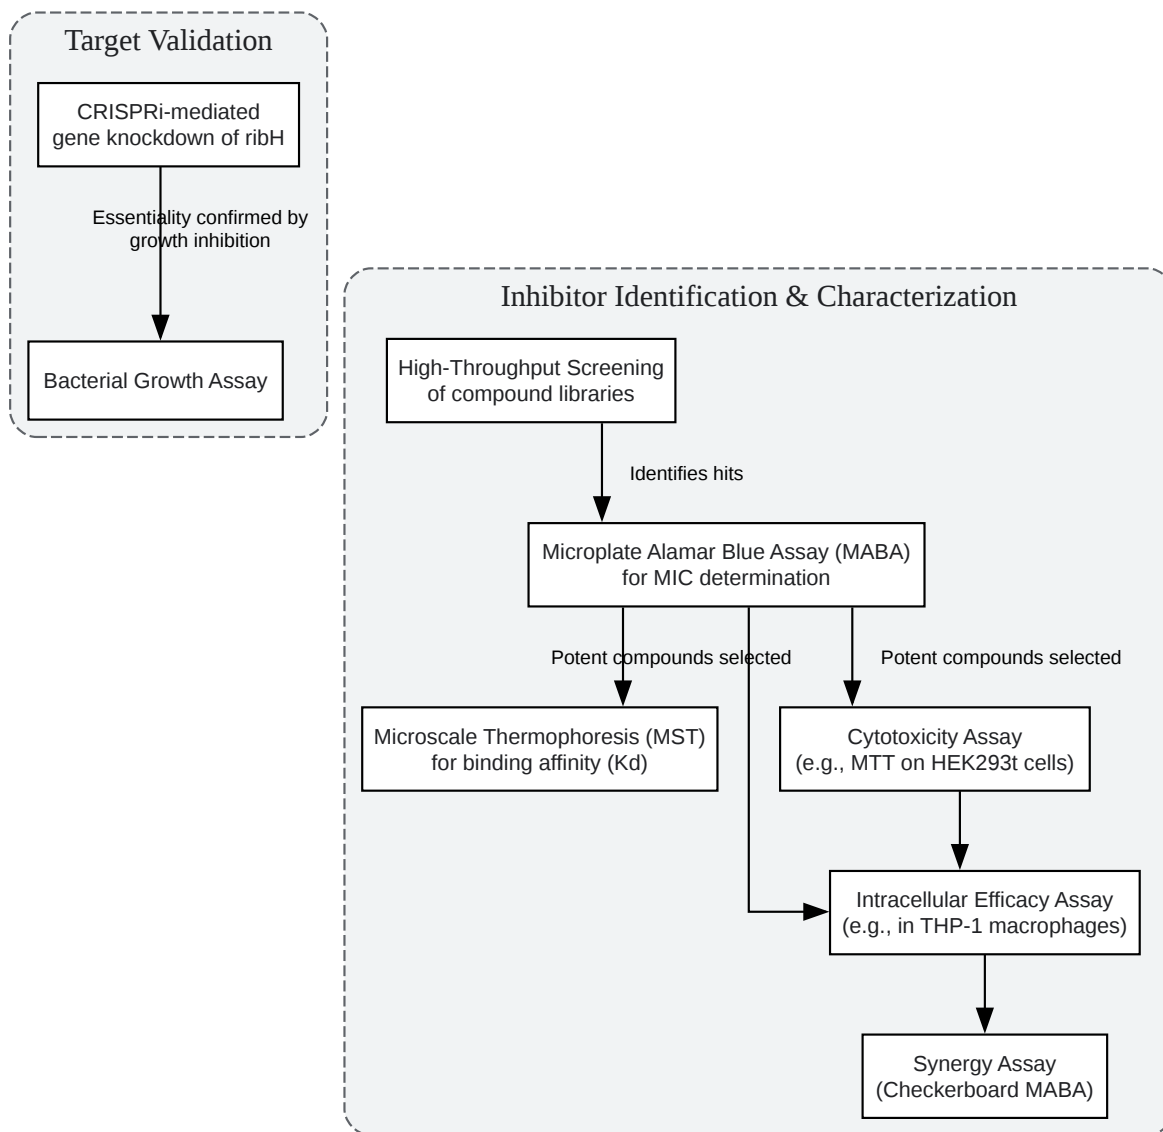 Target Validation
CRISPRi-mediated
gene knockdown of ribH
Essentiality confirmed by
growth inhibition
Bacterial Growth Assay
Inhibitor Identification & Characterization
High-Throughput Screening
of compound libraries
Identifies hits
Microplate Alamar Blue Assay (MABA)
for MIC determination
Potent compounds selected
Potent compounds selected
Microscale Thermophoresis (MST)
for binding affinity (Kd)
Cytotoxicity Assay
(e.g., MTT on HEK293t cells)
Intracellular Efficacy Assay
(e.g., in THP-1 macrophages)
Synergy Assay
(Checkerboard MABA)